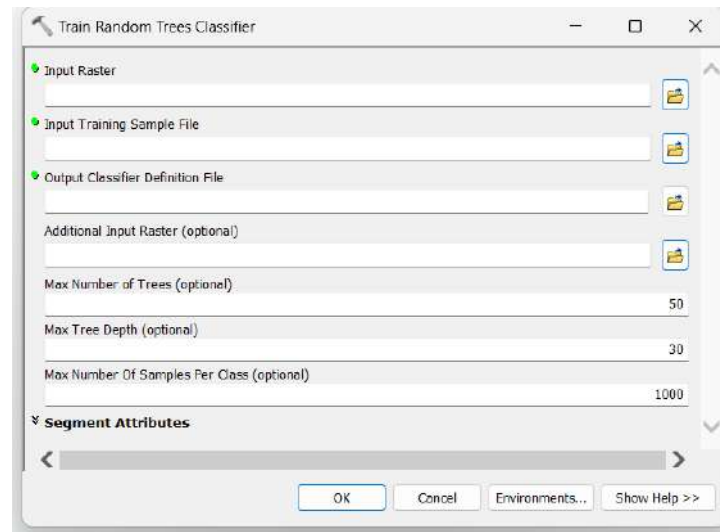 Train Random Trees Classifier
Input Raster
Input Training Sample File
Output Classifier Definition File
Additional Input Raster (optional)
Max Number of Trees (optional)
50
Max Tree Depth (optional)
30
Max Number Of Samples Per Class (optional)
1000
Segment Attributes
OK Cancel Environments... Show Help >>